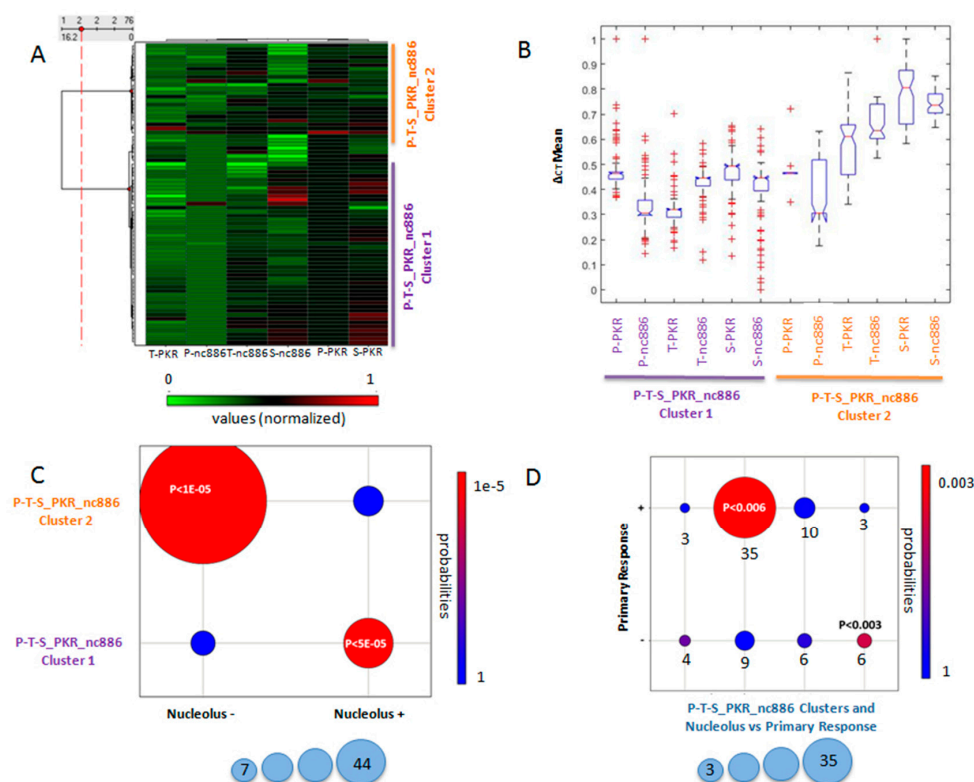 A
1 2 2 76
16.2 0
P-T-S_PKR_nc886
Cluster 2
P-T-S_PKR_nc886
Cluster 1
T-PKR P-nc886 T-nc886 S-nc886 P-PKR S-PKR
0 1
values (normalized)
B
ΔCT Mean
1
0.9
0.8
0.7
0.6
0.5
0.4
0.3
0.2
0.1
0
P-PKR
P-nc886
T-PKR
T-nc886
S-PKR
S-nc886
P-PKR
P-nc886
T-PKR
T-nc886
S-PKR
S-nc886
P-T-S_PKR_nc886
Cluster 1
P-T-S_PKR_nc886
Cluster 2
C
P-T-S_PKR_nc886
Cluster 2
P-T-S_PKR_nc886
Cluster 1
P<1E-05
P<5E-05
Nucleolus -
Nucleolus +
1e-5
probabilities
1
7 44
D
Primary Response
+
-
P<0.006
3 35 10 3
P<0.003
4 9 6 6
0.003
probabilities
1
P-T-S_PKR_nc886 Clusters and
Nucleolus vs Primary Response
3 35